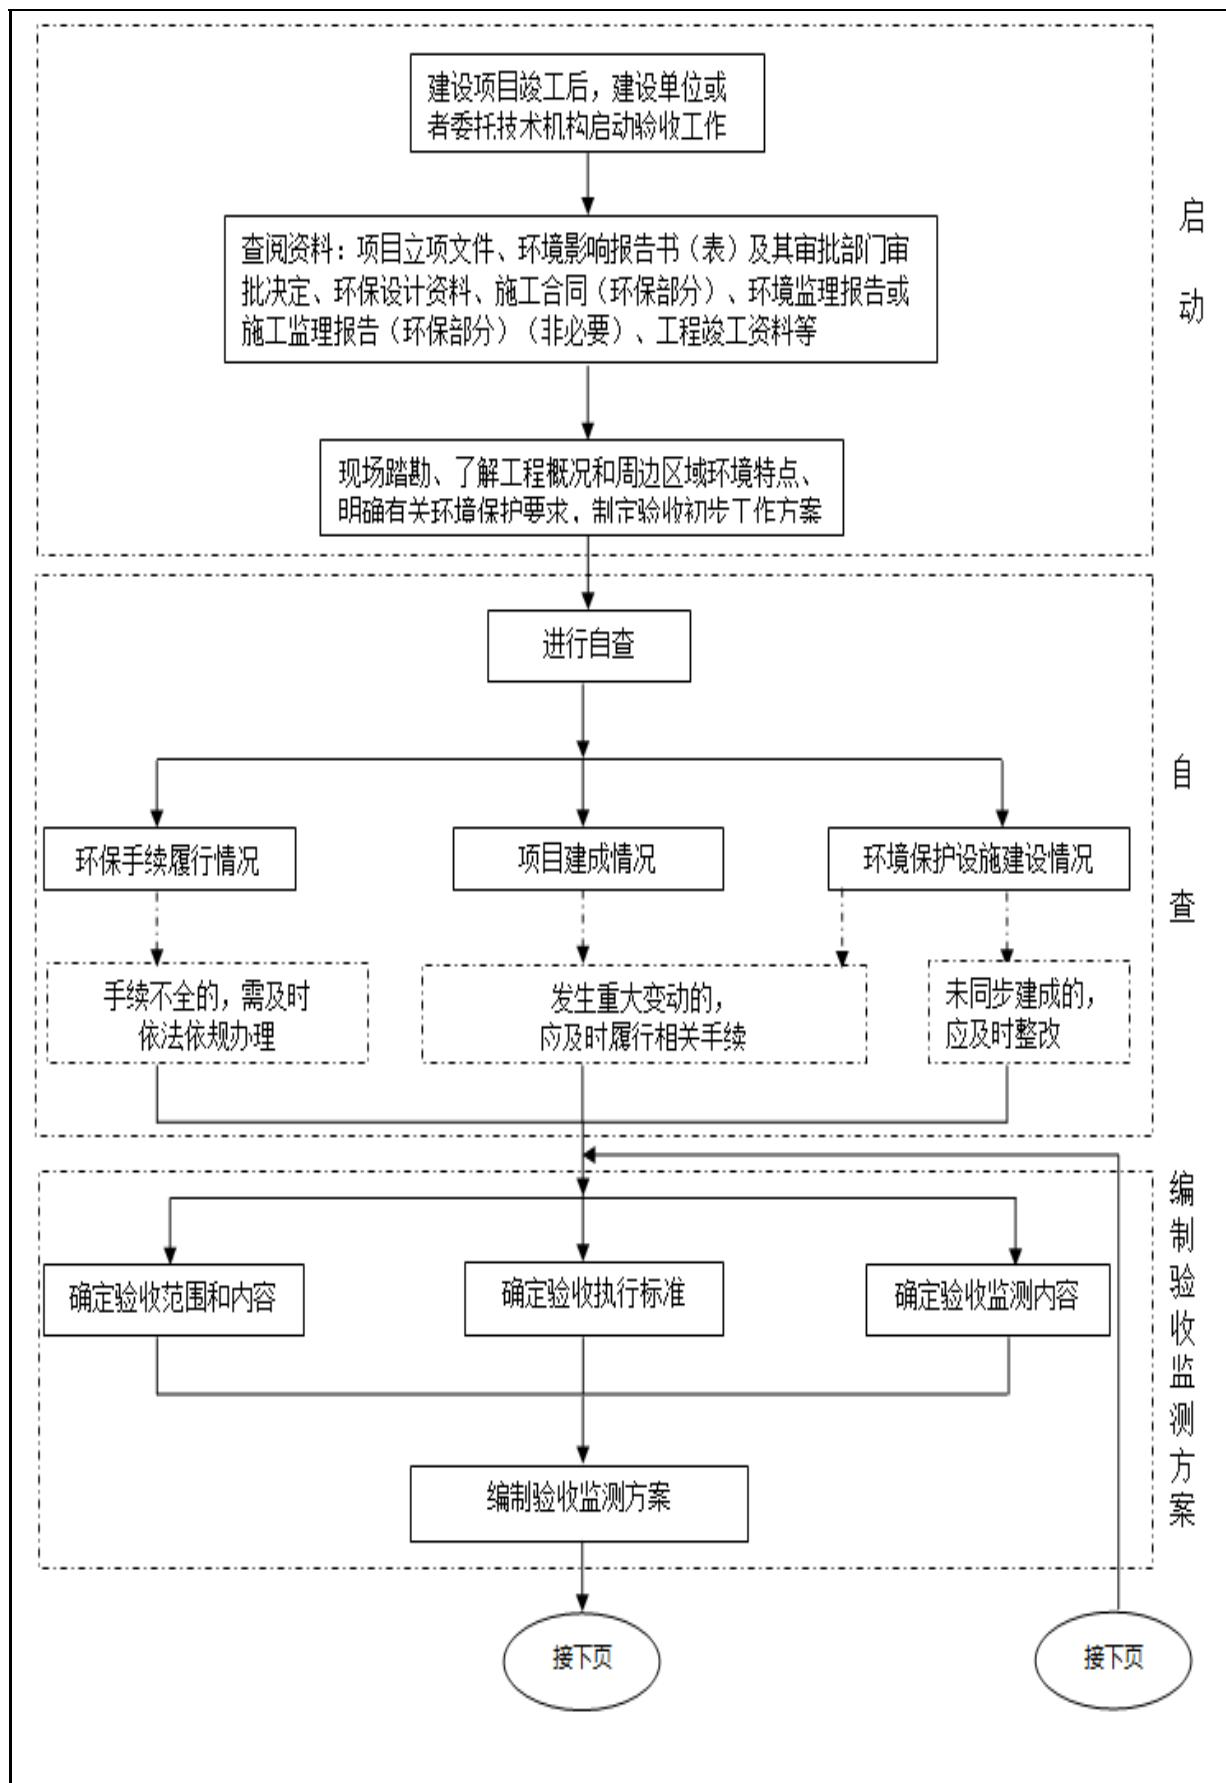 建设项目竣工后，建设单位或
者委托技术机构启动验收工作
查阅资料：项目立项文件、环境影响报告书（表）及其审批部门审
批决定、环保设计资料、施工合同（环保部分）、环境监理报告或
施工监理报告（环保部分）（非必要）、工程竣工资料等
现场踏勘、了解工程概况和周边区域环境特点、
明确有关环境保护要求，制定验收初步工作方案
启
动
进行自查
环保手续履行情况
项目建成情况
环境保护设施建设情况
手续不全的，需及时
依法依规办理
发生重大变动的，
应及时履行相关手续
未同步建成的，
应及时整改
自
查
确定验收范围和内容
确定验收执行标准
确定验收监测内容
编制验收监测方案
编
制
验
收
监
测
方
案
接下页
接下页